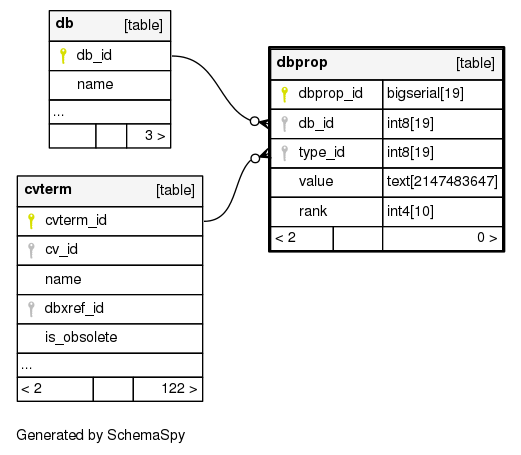 db [table]
db_id
name
...
3 >
dbprop [table]
dbprop_id bigserial[19]
db_id int8[19]
type_id int8[19]
value text[2147483647]
rank int4[10]
< 2 0 >
cvterm [table]
cvterm_id
cv_id
name
dbxref_id
is_obsolete
...
< 2 122 >
Generated by SchemaSpy